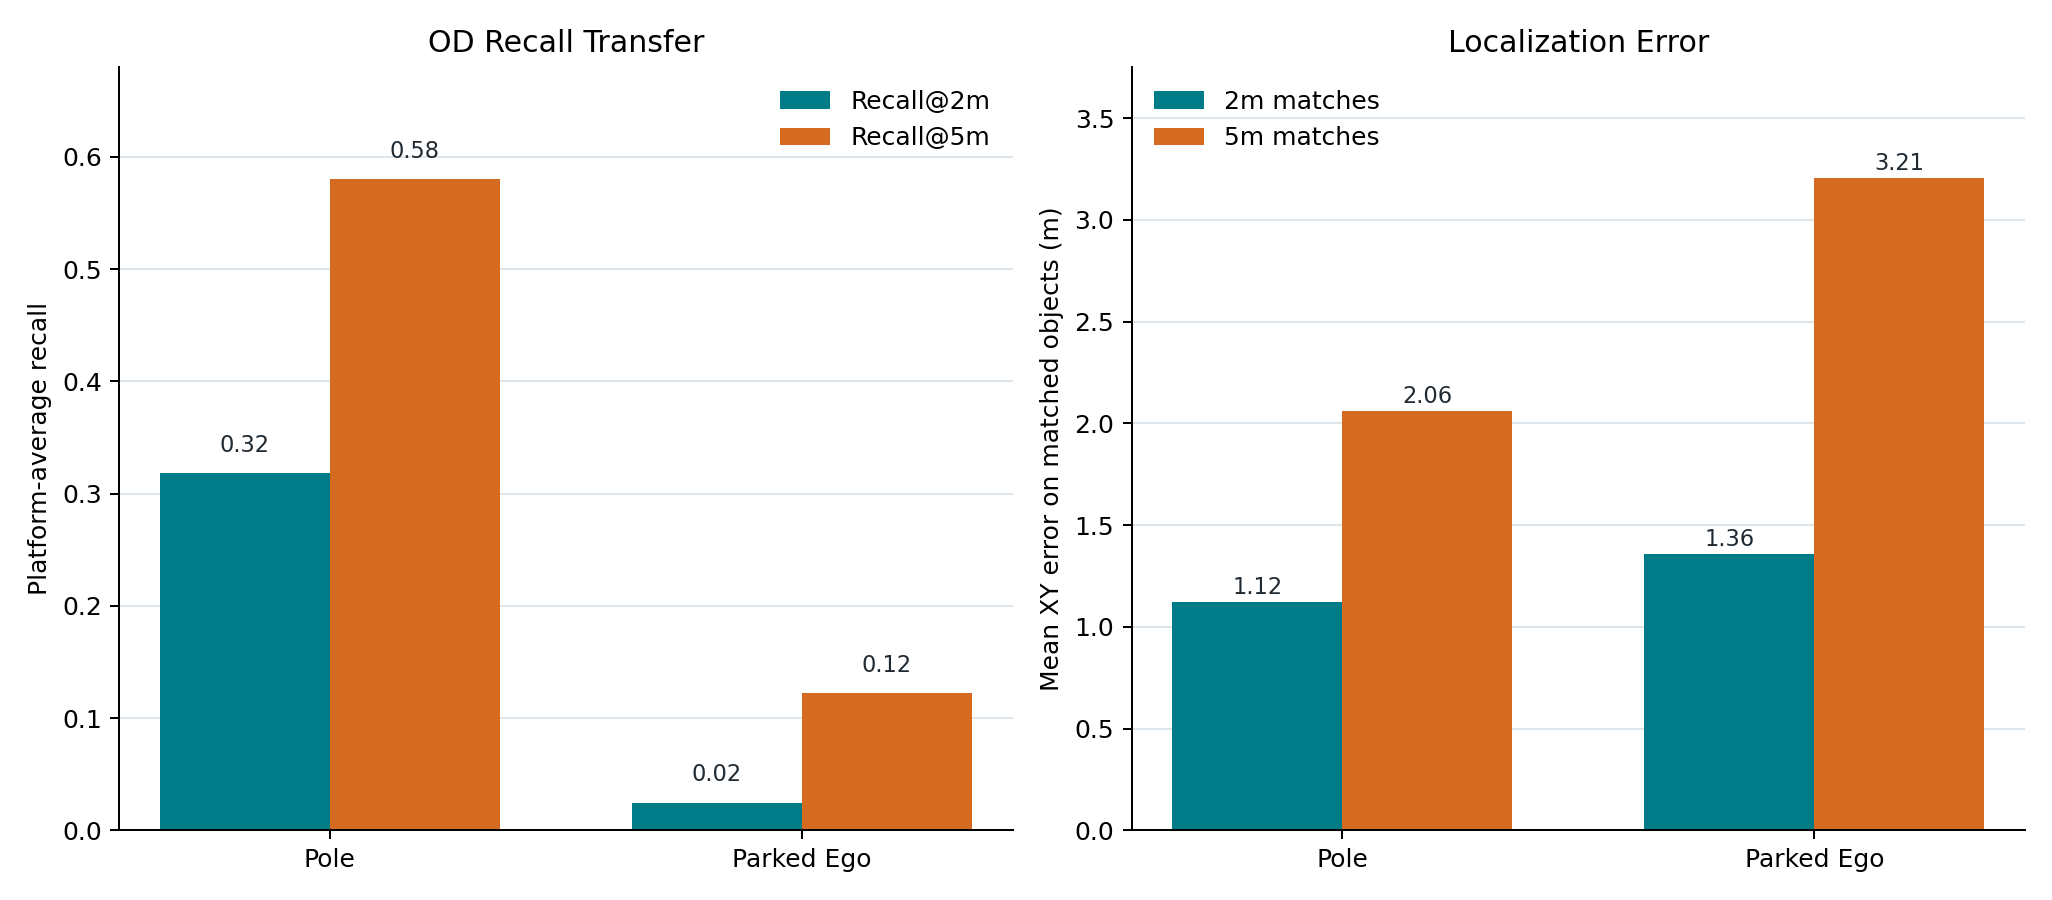 OD Recall Transfer
Recall@2m
Recall@5m
Platform-average recall
0.6
0.5
0.4
0.3
0.2
0.1
0.0
0.32
0.58
0.02
0.12
Pole
Parked Ego
Localization Error
2m matches
5m matches
Mean XY error on matched objects (m)
3.5
3.0
2.5
2.0
1.5
1.0
0.5
0.0
1.12
2.06
1.36
3.21
Pole
Parked Ego